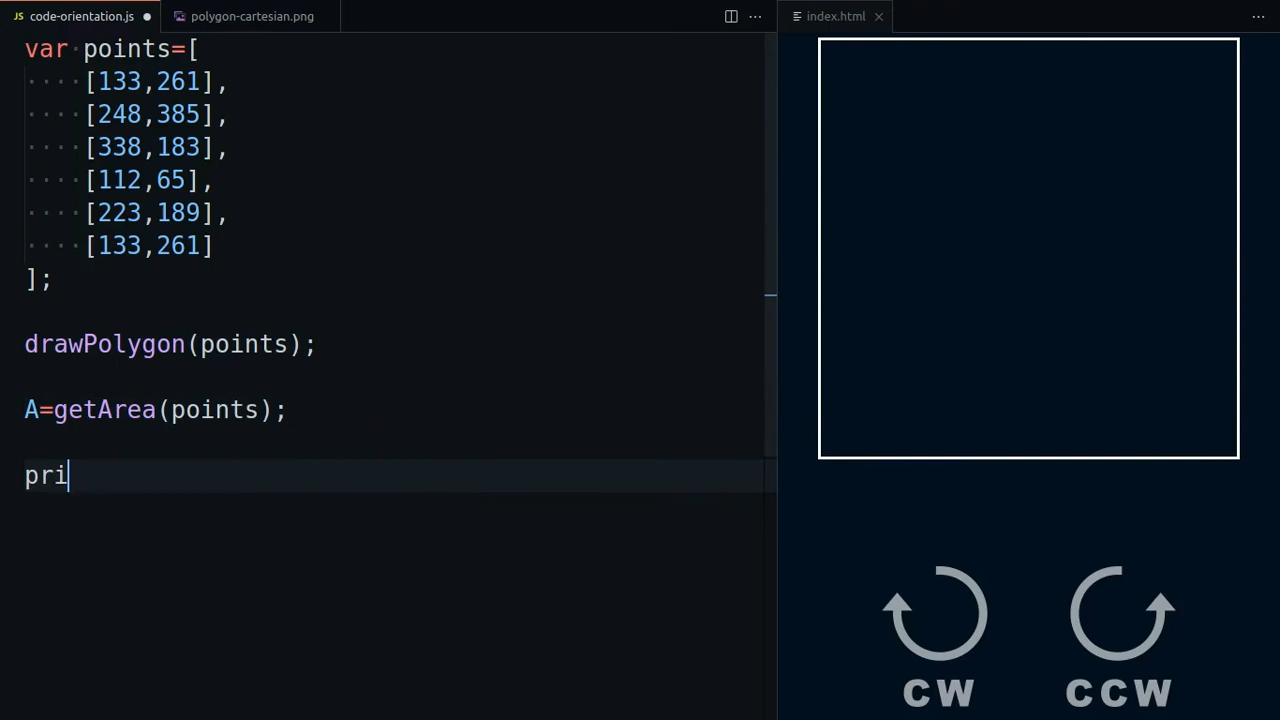 JS code-orientation.js
polygon-cartesian.png
index.html
var points=[
[133,261],
[248,385],
[338,183],
[112,65],
[223,189],
[133,261]
];
drawPolygon(points);
A=getArea(points);
pri
CW
CCW